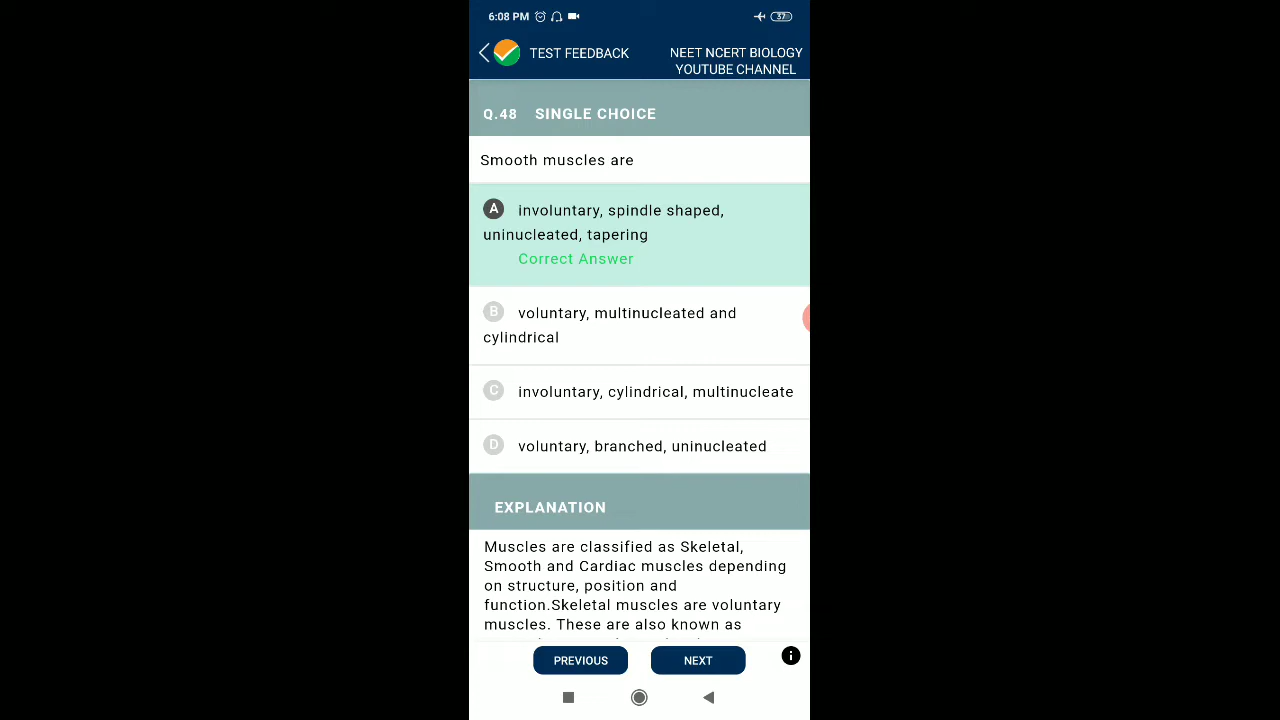 6:08 PM
37
TEST FEEDBACK
NEET NCERT BIOLOGY
YOUTUBE CHANNEL
Q.48 SINGLE CHOICE
Smooth muscles are
A involuntary, spindle shaped,
uninucleated, tapering
Correct Answer
B voluntary, multinucleated and
cylindrical
C involuntary, cylindrical, multinucleate
D voluntary, branched, uninucleated
EXPLANATION
Muscles are classified as Skeletal,
Smooth and Cardiac muscles depending
on structure, position and
function.Skeletal muscles are voluntary
muscles. These are also known as
PREVIOUS
NEXT